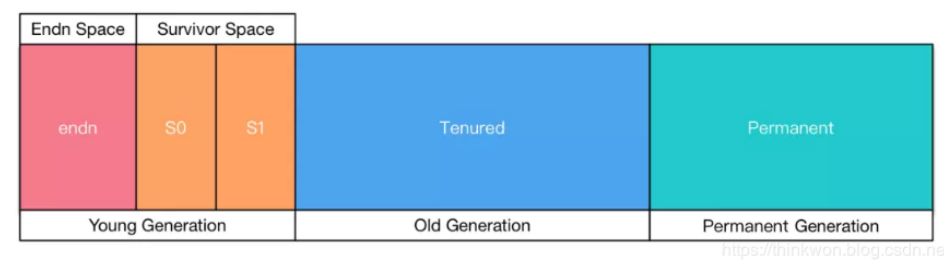 Endn Space
Survivor Space
endn
S0
S1
Tenured
Permanent
Young Generation
Old Generation
Permanent Generation
https://thinkwon.blog.csdn.ne